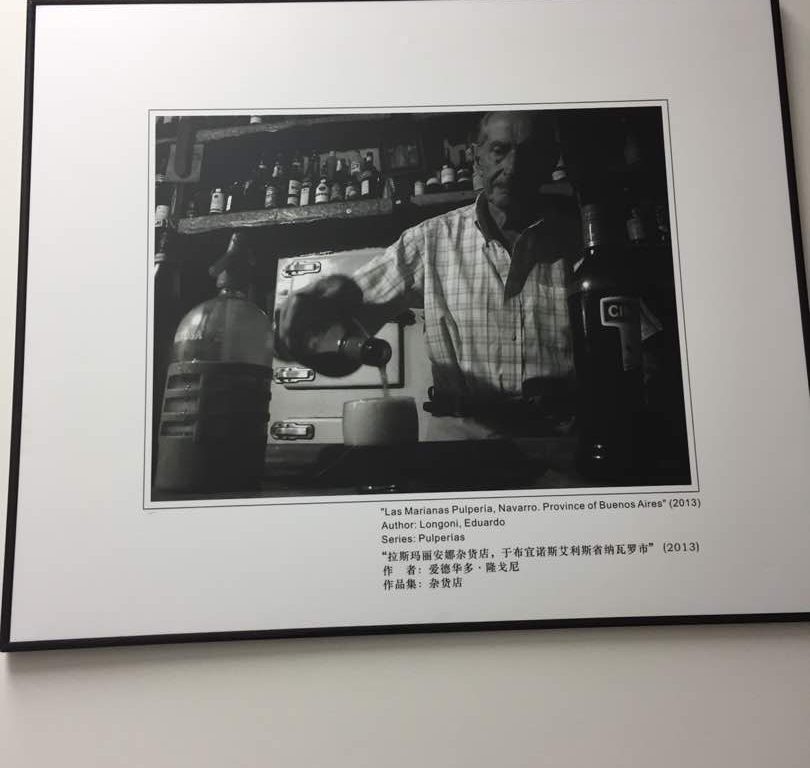 CIN
"Las Marianas Pulpería, Navarro. Province of Buenos Aires" (2013)
Author: Longoni, Eduardo
Series: Pulperías
“拉斯玛丽安娜杂货店，于布宜诺斯艾利斯省纳瓦罗市” (2013)
作　者：爱德华多·隆戈尼
作品集：杂货店